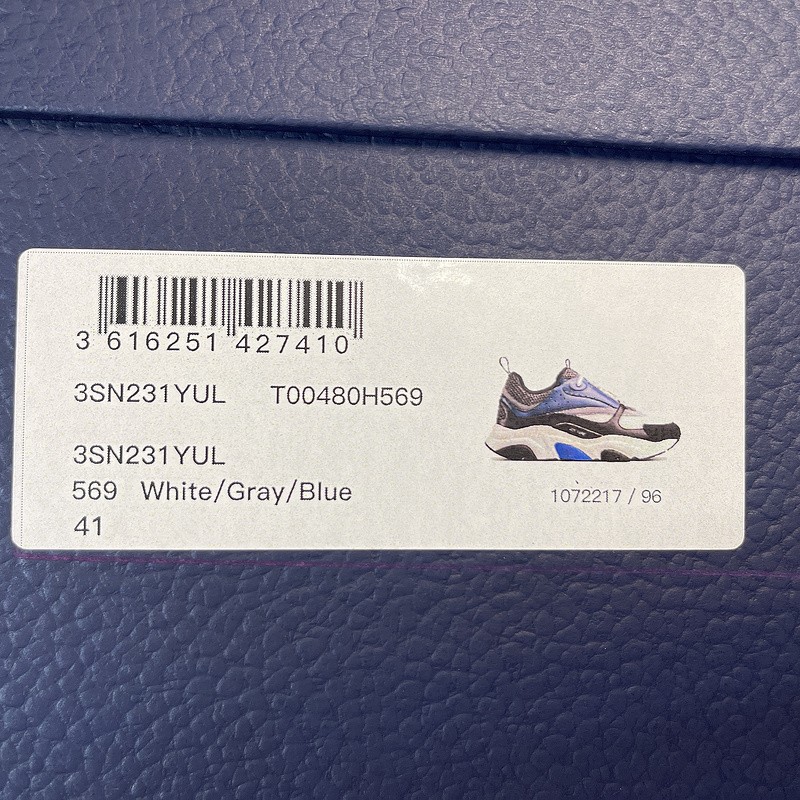 3 616251 427410
3SN231YUL T00480H569
3SN231YUL
569 White/Gray/Blue
41
1072217 / 96